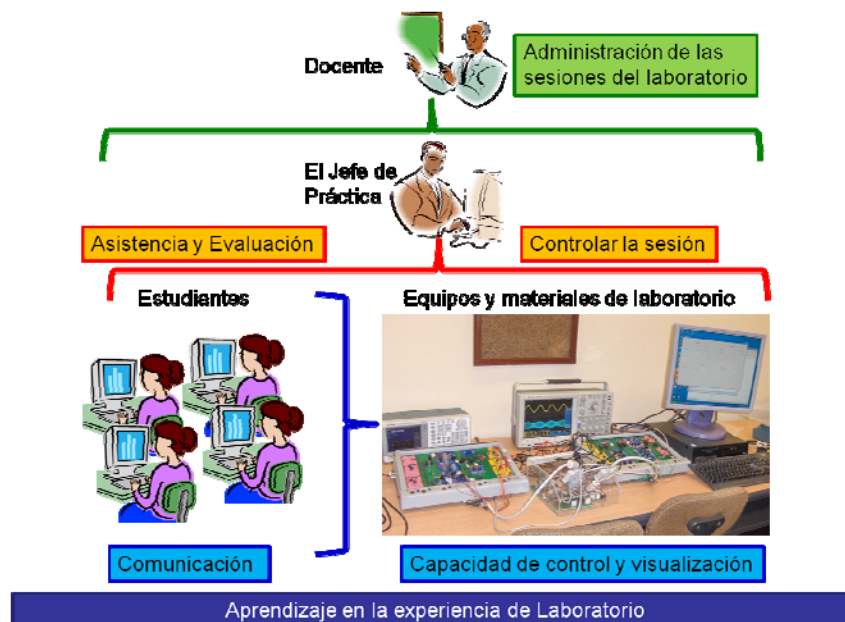 Docente
Administración de las
sesiones del laboratorio
El Jefe de
Práctica
Asistencia y Evaluación
Controlar la sesión
Estudiantes
Equipos y materiales de laboratorio
Comunicación
Capacidad de control y visualización
Aprendizaje en la experiencia de Laboratorio